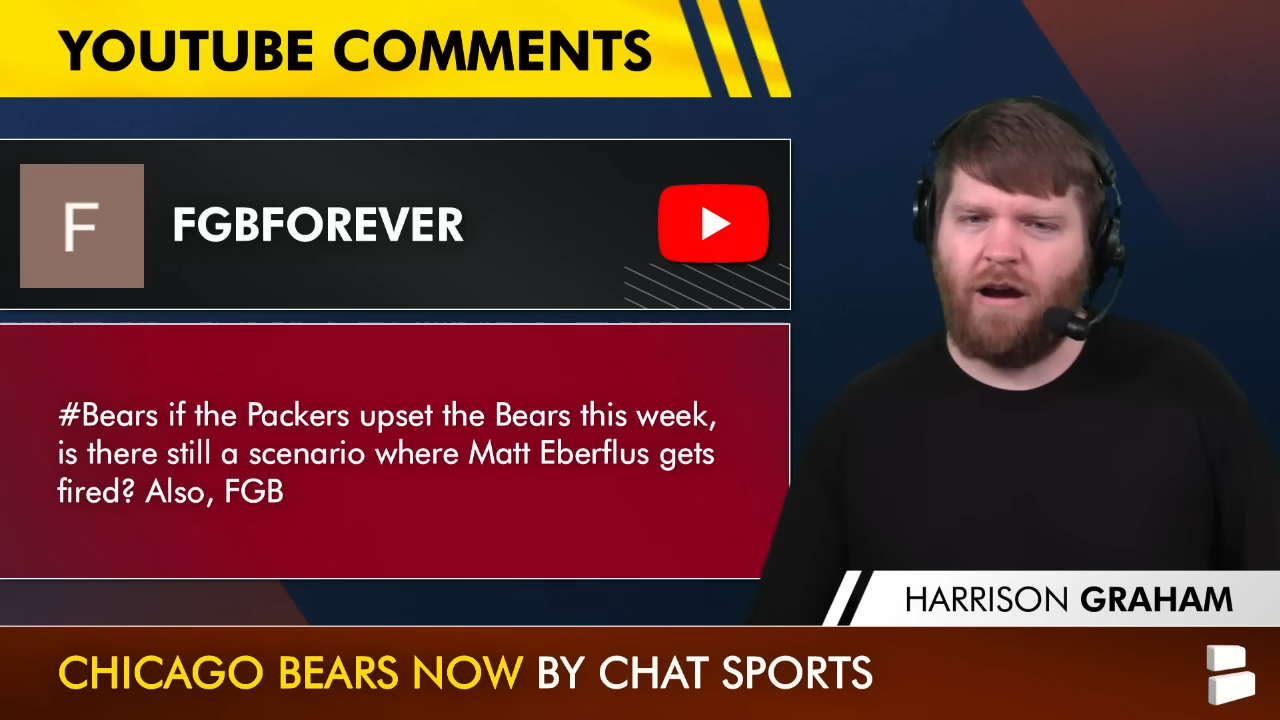 YOUTUBE COMMENTS
F
FGBFOREVER
#Bears if the Packers upset the Bears this week,
is there still a scenario where Matt Eberflus gets
fired? Also, FGB
HARRISON GRAHAM
CHICAGO BEARS NOW BY CHAT SPORTS